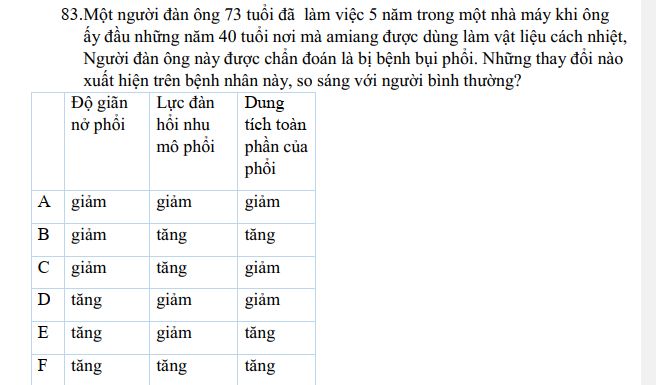 83.Một người đàn ông 73 tuổi đã làm việc 5 năm trong một nhà máy khi ông
ấy đầu những năm 40 tuổi nơi mà amiang được dùng làm vật liệu cách nhiệt,
Người đàn ông này được chẩn đoán là bị bệnh bụi phổi. Những thay đổi nào
xuất hiện trên bệnh nhân này, so sáng với người bình thường?
Độ giãn nở phổi | Lực đàn hồi nhu mô phổi | Dung tích toàn phần của phổi
A giảm giảm giảm
B giảm tăng tăng
C giảm tăng giảm
D tăng giảm giảm
E tăng giảm tăng
F tăng tăng tăng